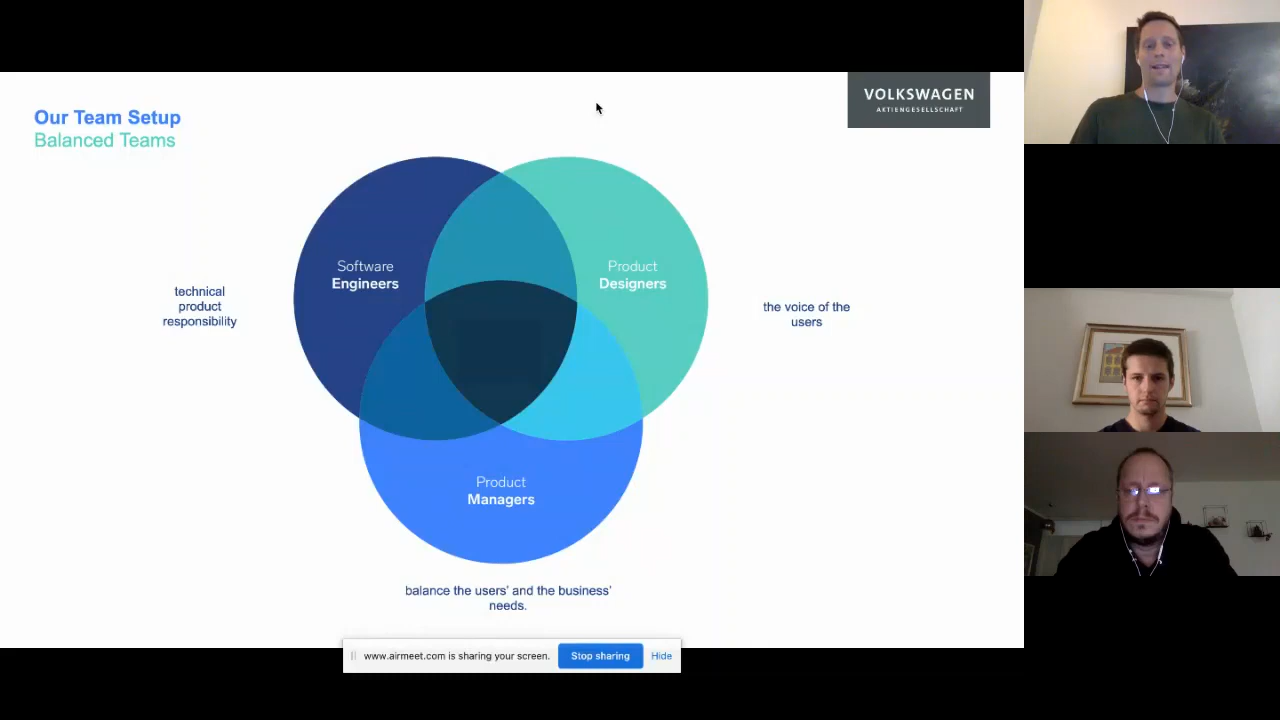 Our Team Setup
Balanced Teams
VOLKSWAGEN
AKTIENGESELLSCHAFT
Software
Engineers
Product
Designers
technical
product
responsibility
the voice of the
users
Product
Managers
balance the users' and the business'
needs.
www.airmeet.com is sharing your screen.
Stop sharing
Hide